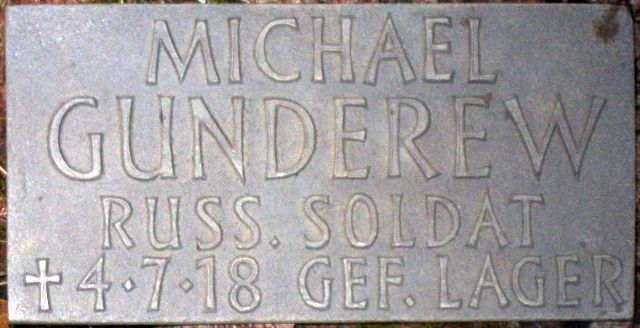 MICHAEL
GUNDEREW
RUSS. SOLDAT
✝4·7·18 GEF. LAGER